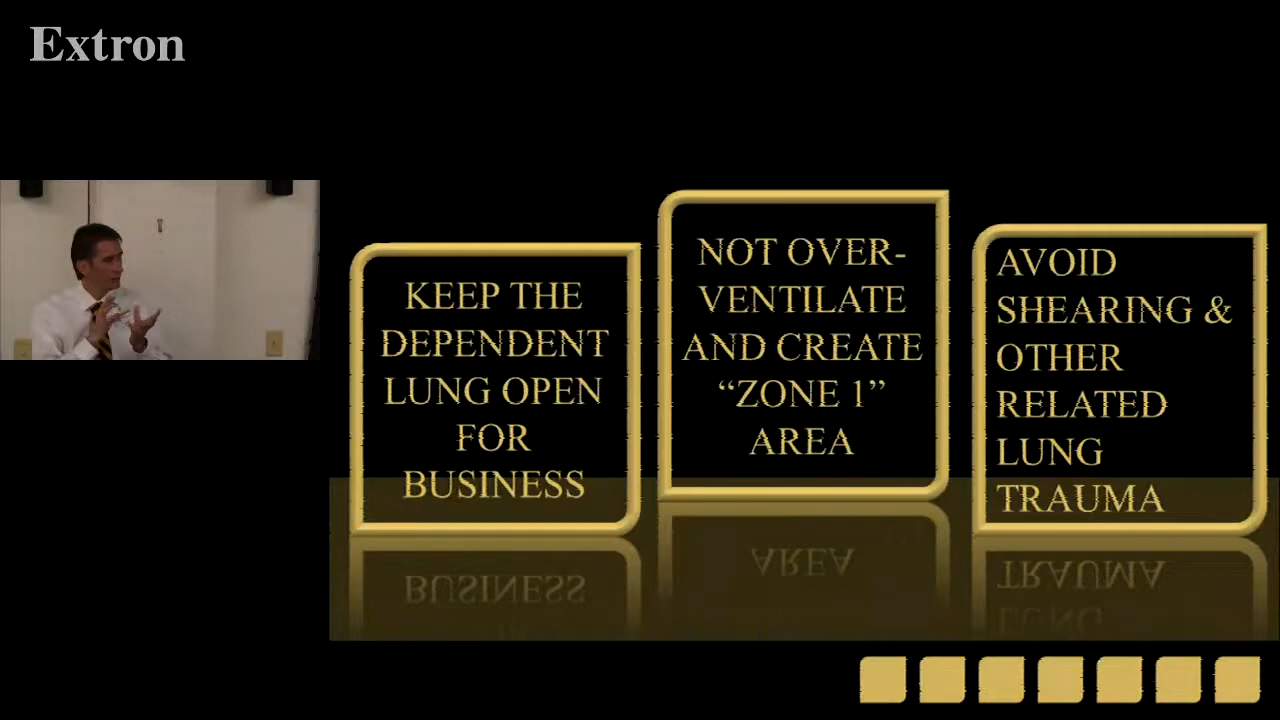 Extron
KEEP THE
DEPENDENT
LUNG OPEN
FOR
BUSINESS
NOT OVER-
VENTILATE
AND CREATE
“ZONE 1”
AREA
AVOID
SHEARING &
OTHER
RELATED
LUNG
TRAUMA